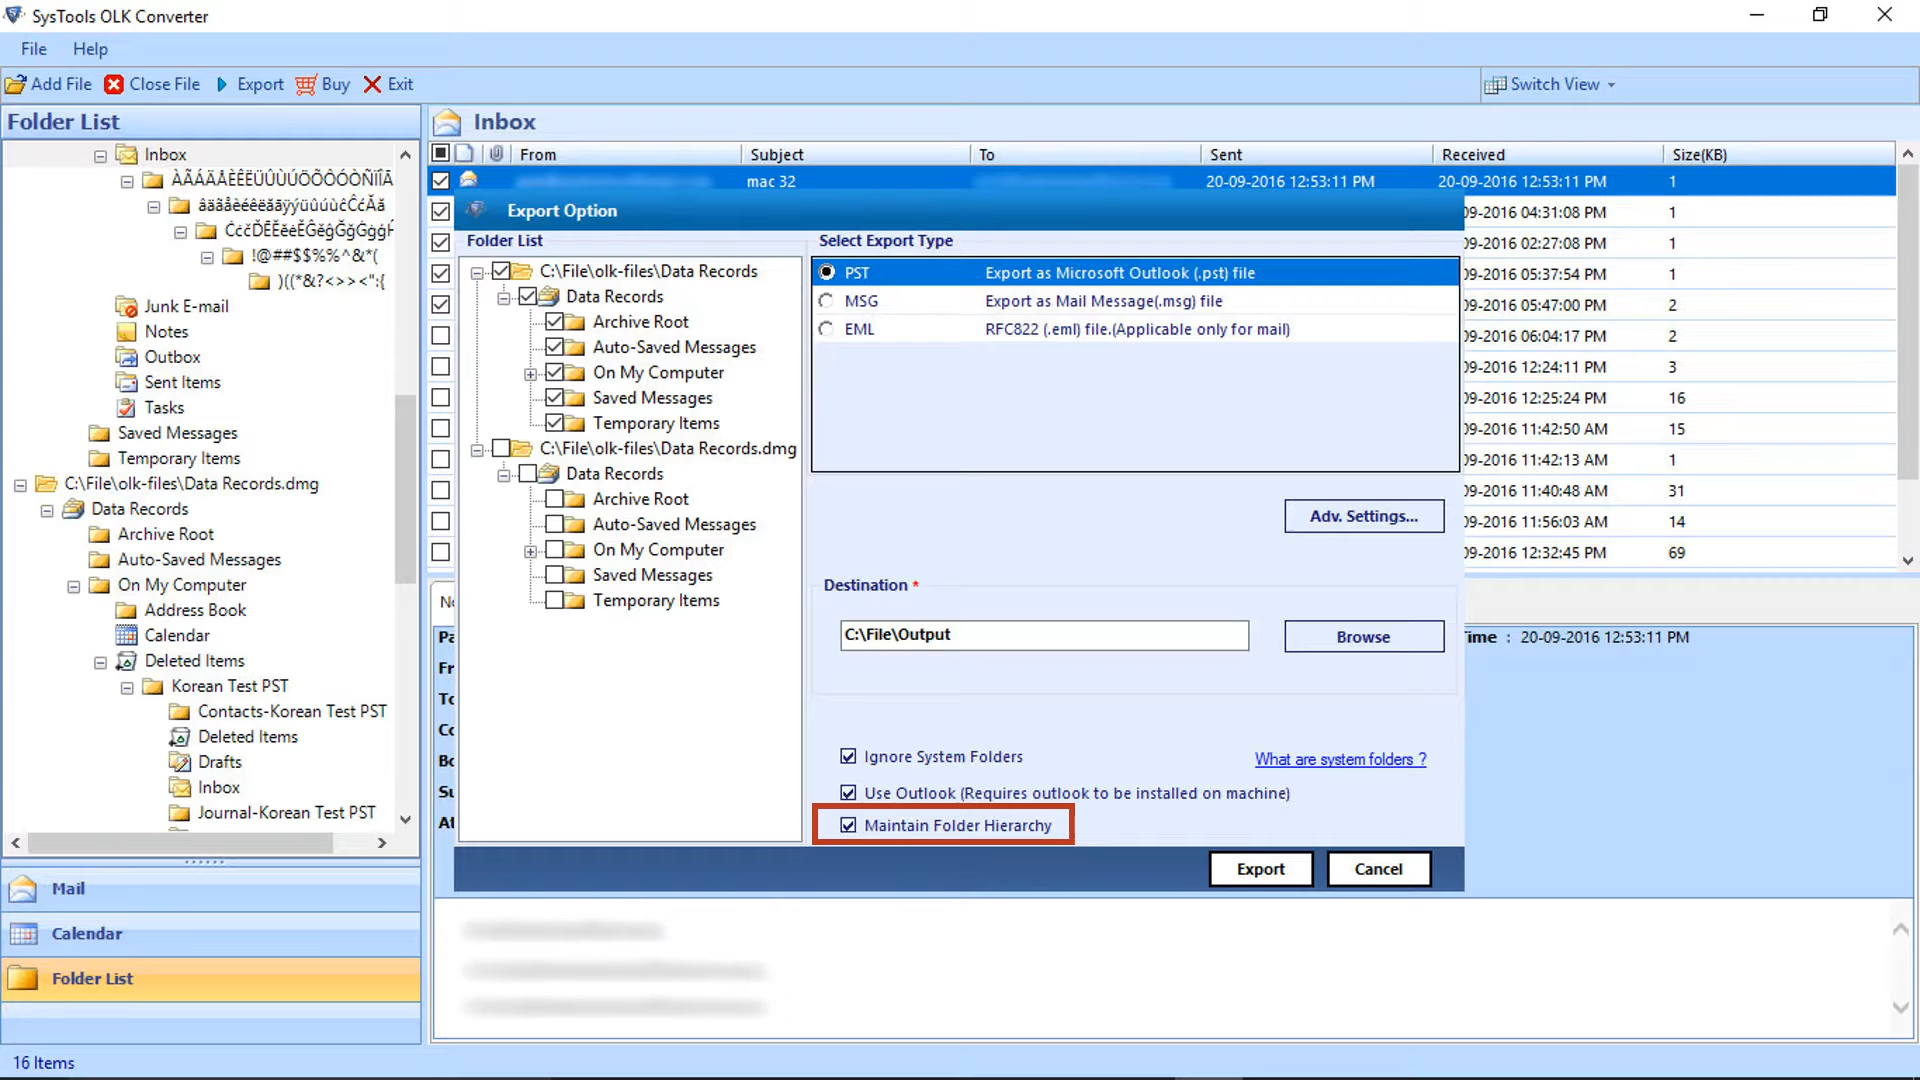 SysTools OLK Converter
File Help
Add File Close File Export Buy Exit Switch View
Folder List
Inbox
ÀÃÁÄÂÅÈÊËÜÛÙÚÖÕÔÓÒÑÏÎÃ
!@##$$%%^&*(
)((*&?<><<":{
Junk E-mail
Notes
Outbox
Sent Items
Tasks
Saved Messages
Temporary Items
C:\File\olk-files\Data Records.dmg
Data Records
Archive Root
Auto-Saved Messages
On My Computer
Address Book
Calendar
Deleted Items
Korean Test PST
Contacts-Korean Test PST
Deleted Items
Drafts
Inbox
Journal-Korean Test PST
Mail
Calendar
Folder List
16 Items
Inbox
From Subject To Sent Received Size(KB)
mac 32 20-09-2016 12:53:11 PM 20-09-2016 12:53:11 PM 1
09-2016 04:31:08 PM 1
09-2016 02:27:08 PM 1
09-2016 05:37:54 PM 1
09-2016 05:47:00 PM 2
09-2016 06:04:17 PM 2
09-2016 12:24:11 PM 3
09-2016 12:25:24 PM 16
09-2016 11:42:50 AM 15
09-2016 11:42:13 AM 1
09-2016 11:40:48 AM 31
09-2016 11:56:03 AM 14
09-2016 12:32:45 PM 69
Export Option
Folder List
C:\File\olk-files\Data Records
Data Records
Archive Root
Auto-Saved Messages
On My Computer
Saved Messages
Temporary Items
C:\File\olk-files\Data Records.dmg
Data Records
Archive Root
Auto-Saved Messages
On My Computer
Saved Messages
Temporary Items
Select Export Type
PST Export as Microsoft Outlook (.pst) file
MSG Export as Mail Message(.msg) file
EML RFC822 (.eml) file.(Applicable only for mail)
Adv. Settings...
Destination *
C:\File\Output
Browse
Ignore System Folders
What are system folders ?
Use Outlook (Requires outlook to be installed on machine)
Maintain Folder Hierarchy
Export Cancel
No
Pa
Fr
To
Co
Bo
Su
At
Time : 20-09-2016 12:53:11 PM